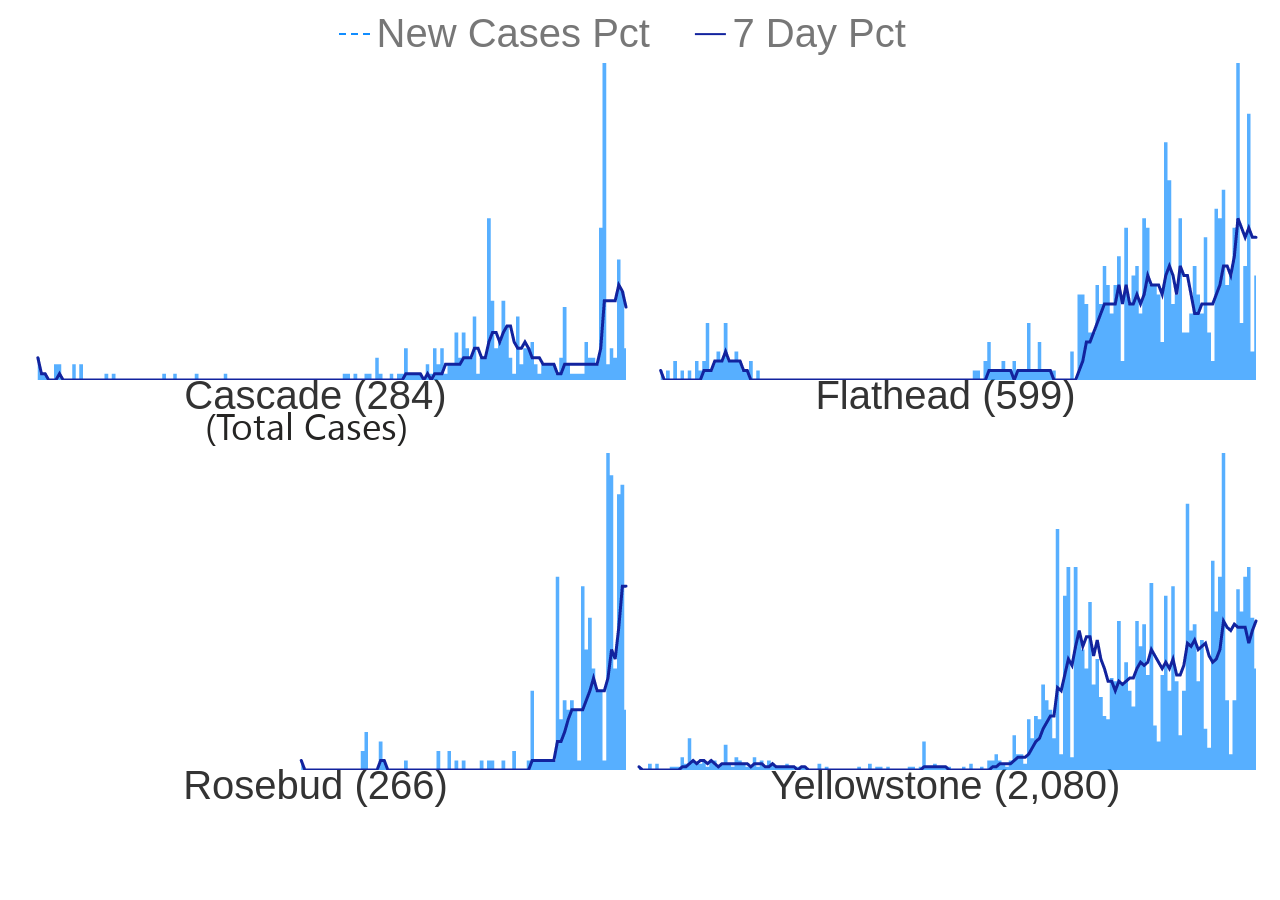 New Cases Pct 7 Day Pct
Cascade (284) Flathead (599)
(Total Cases)
Rosebud (266) Yellowstone (2,080)